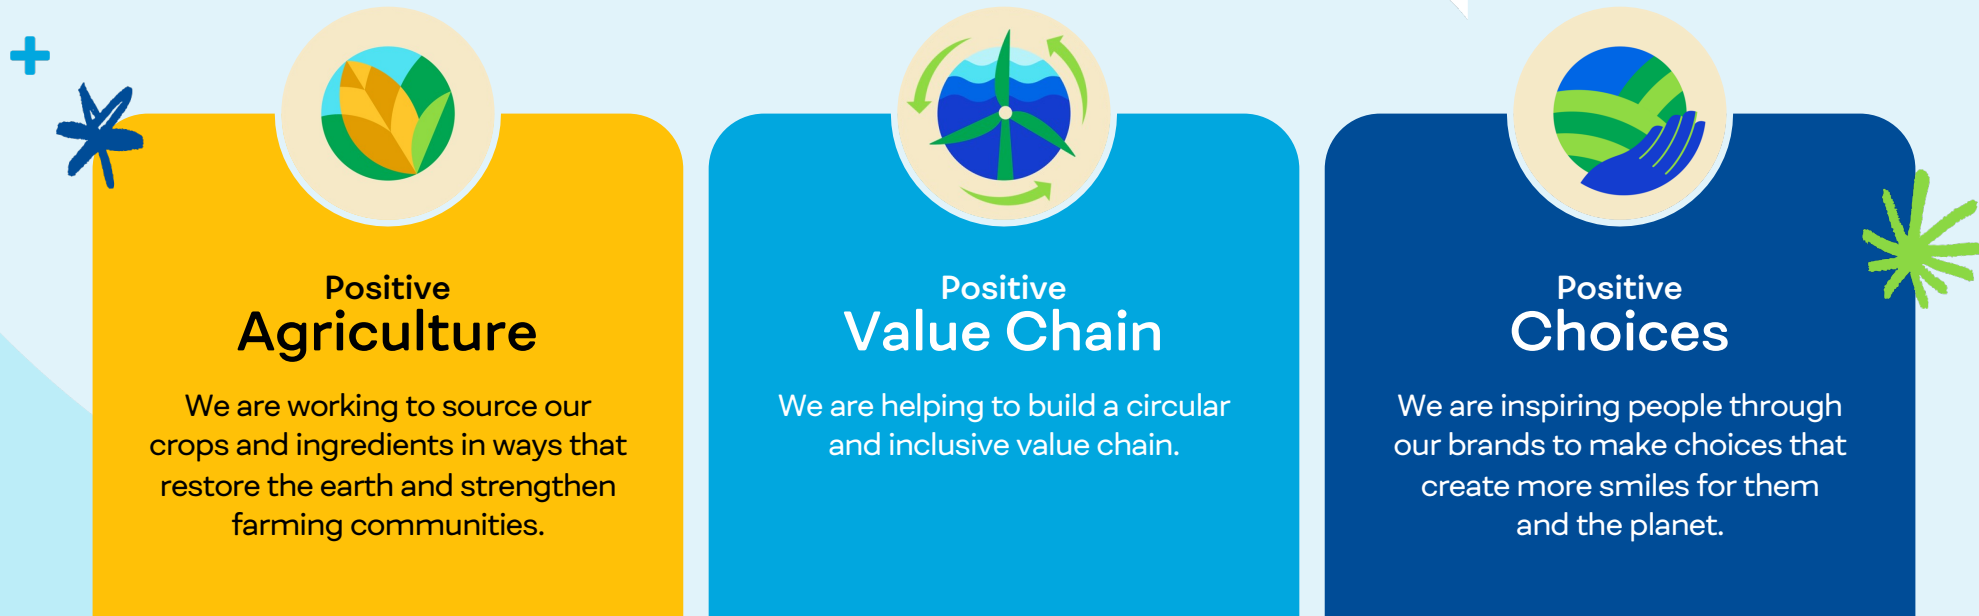 Positive
Agriculture
We are working to source our
crops and ingredients in ways that
restore the earth and strengthen
farming communities.
Positive
Value Chain
We are helping to build a circular
and inclusive value chain.
Positive
Choices
We are inspiring people through
our brands to make choices that
create more smiles for them
and the planet.